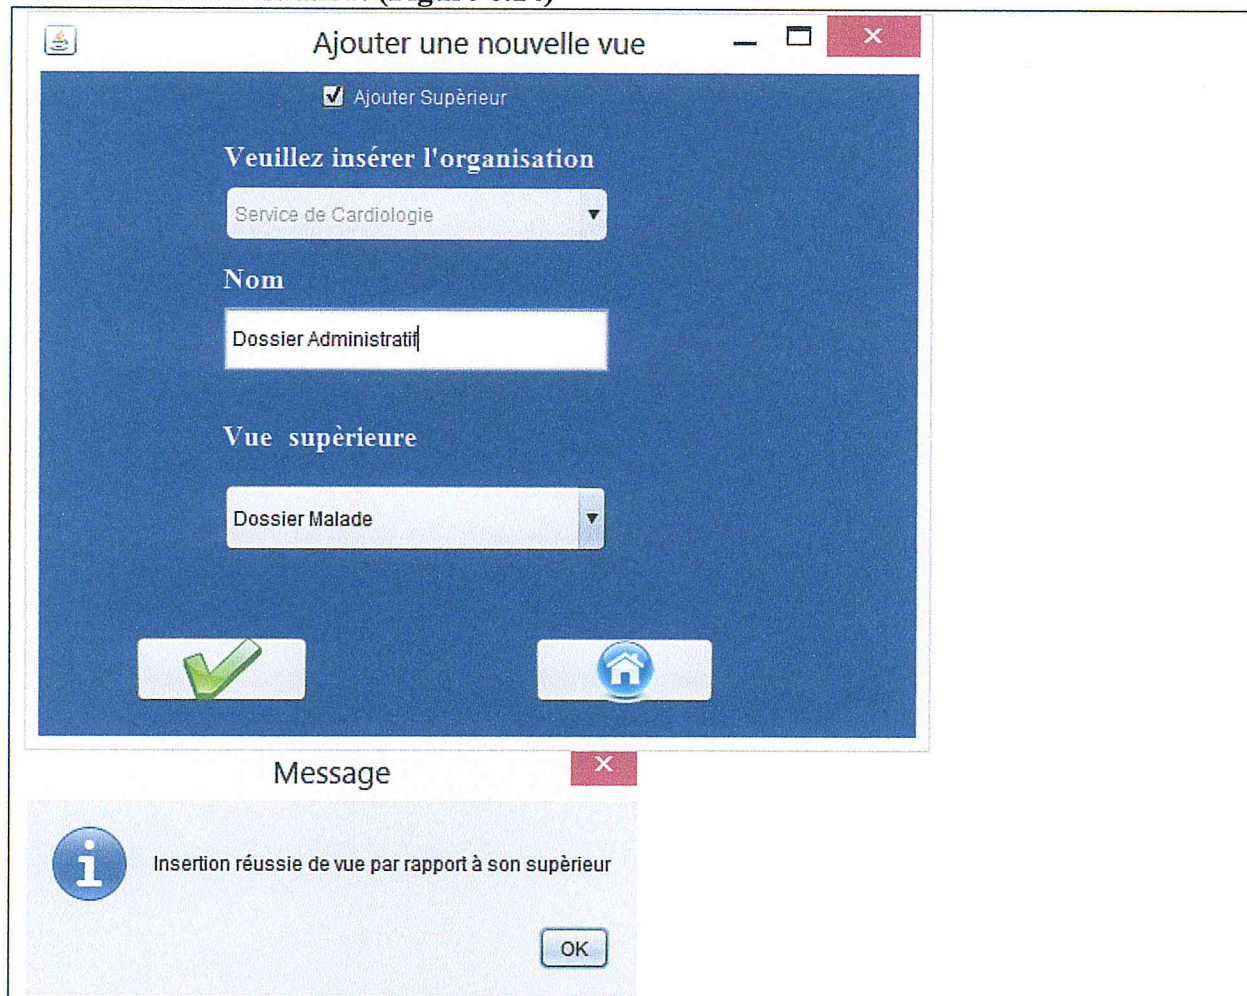 Ajouter une nouvelle vue
Ajouter Supèrieur
Veuillez insérer l'organisation
Service de Cardiologie
Nom
Dossier Administratif
Vue supèrieure
Dossier Malade
Message
Insertion réussie de vue par rapport à son supèrieur
OK